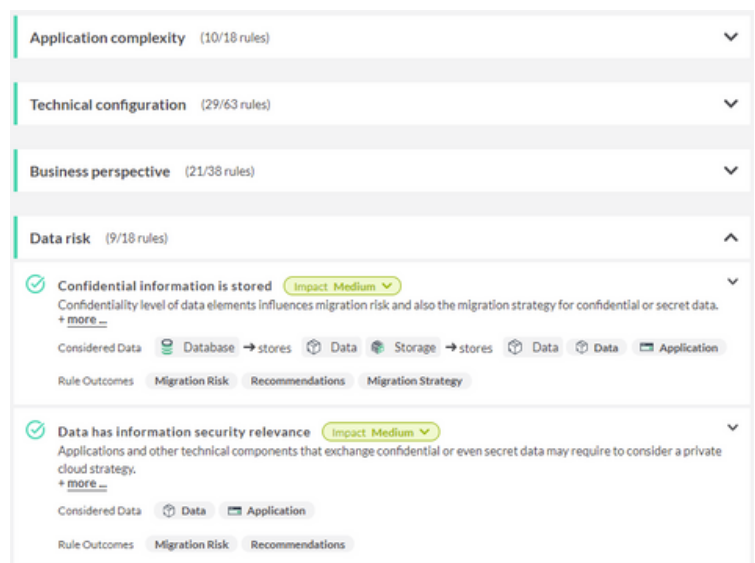 Application complexity (10/18 rules)
Technical configuration (29/63 rules)
Business perspective (21/38 rules)
Data risk (9/18 rules)
Confidential information is stored Impact Medium
Confidentiality level of data elements influences migration risk and also the migration strategy for confidential or secret data.
+ more ...
Considered Data Database → stores Data Storage → stores Data Data Application
Rule Outcomes Migration Risk Recommendations Migration Strategy
Data has information security relevance Impact Medium
Applications and other technical components that exchange confidential or even secret data may require to consider a private
cloud strategy.
+ more ...
Considered Data Data Application
Rule Outcomes Migration Risk Recommendations